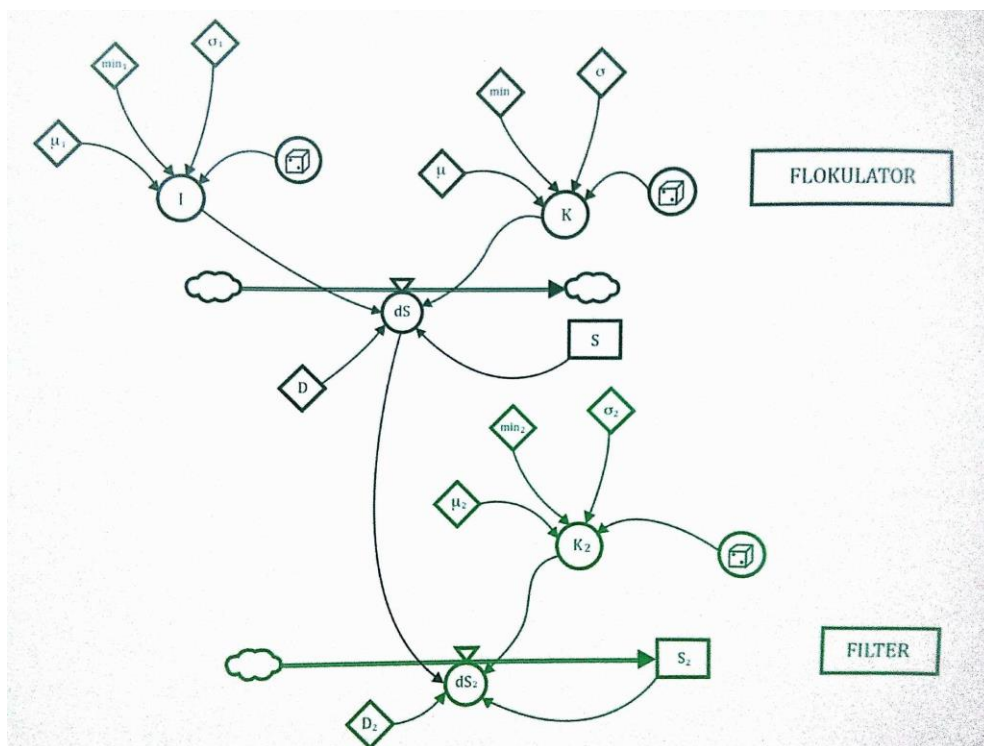 σ₁
min₁
μ₁
I
σ
min
μ
K
FLOKULATOR
dS
S
D
σ₂
min₂
μ₂
K₂
S₂
FILTER
dS₂
D₂